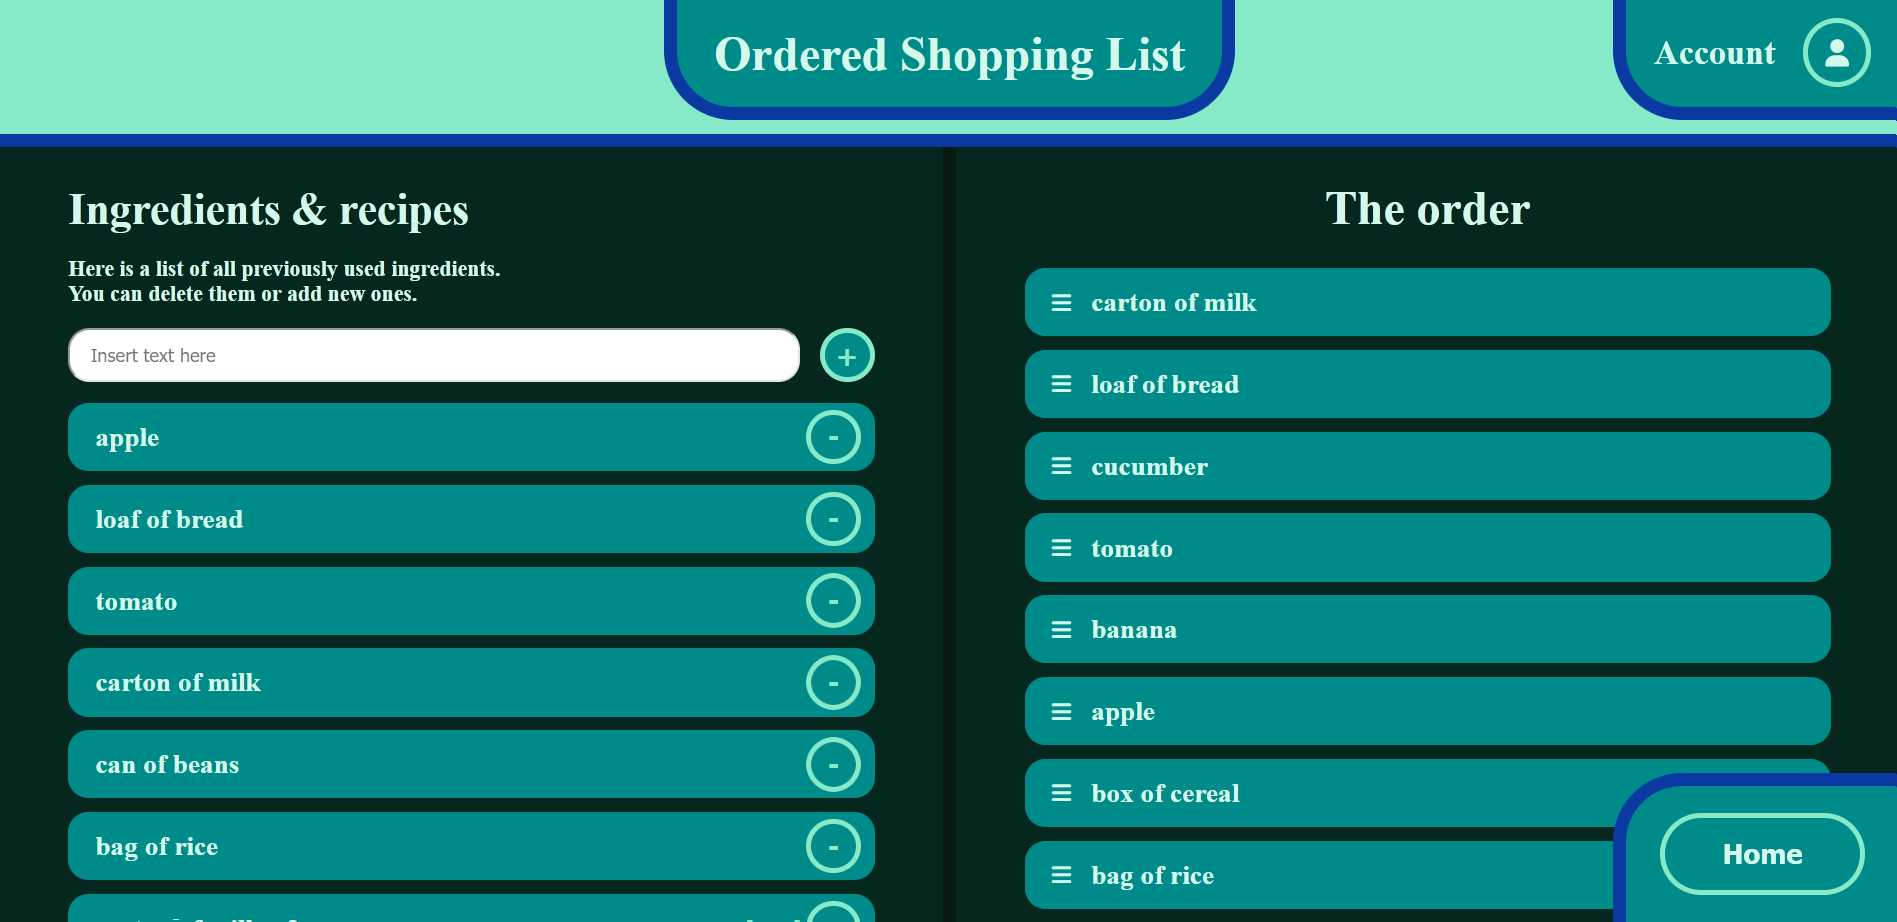 Ordered Shopping List
Account
Ingredients & recipes
Here is a list of all previously used ingredients.
You can delete them or add new ones.
Insert text here
+
apple
-
loaf of bread
-
tomato
-
carton of milk
-
can of beans
-
bag of rice
-
The order
carton of milk
loaf of bread
cucumber
tomato
banana
apple
box of cereal
bag of rice
Home